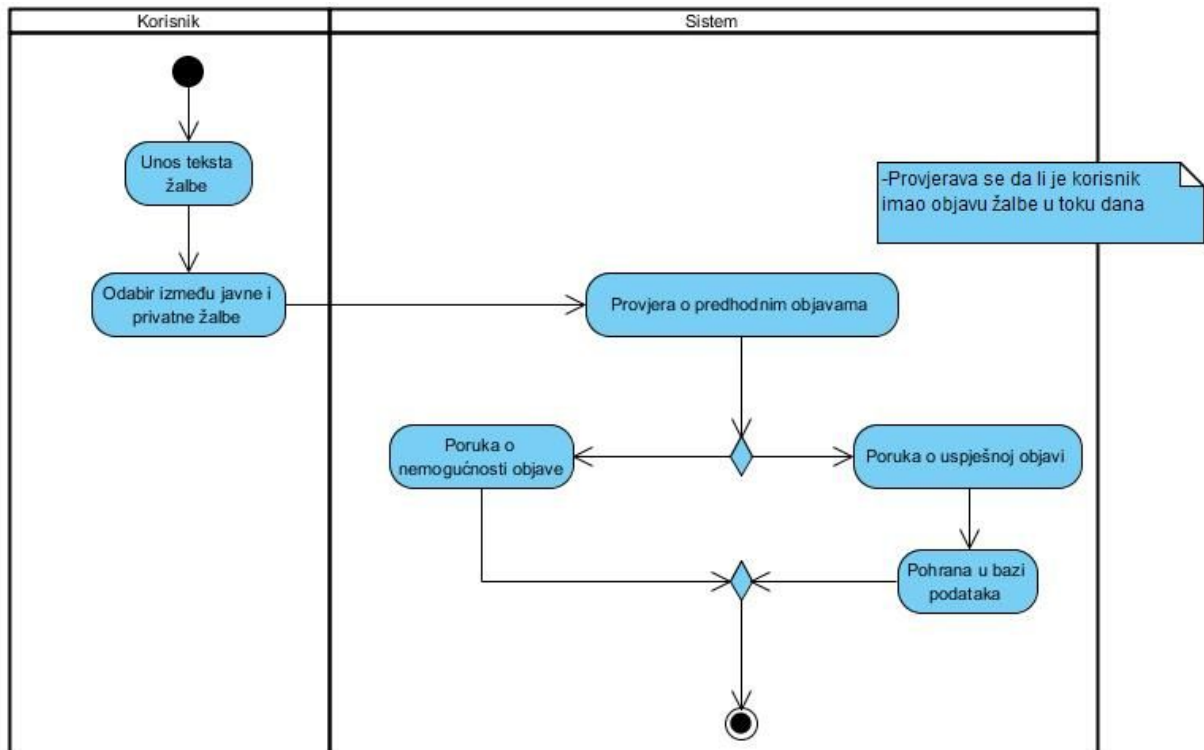 Korisnik
Sistem
Unos teksta
žalbe
-Provjerava se da li je korisnik
imao objavu žalbe u toku dana
Odabir između javne i
privatne žalbe
Provjera o predhodnim objavama
Poruka o
nemogućnosti objave
Poruka o uspješnoj objavi
Pohrana u bazi
podataka